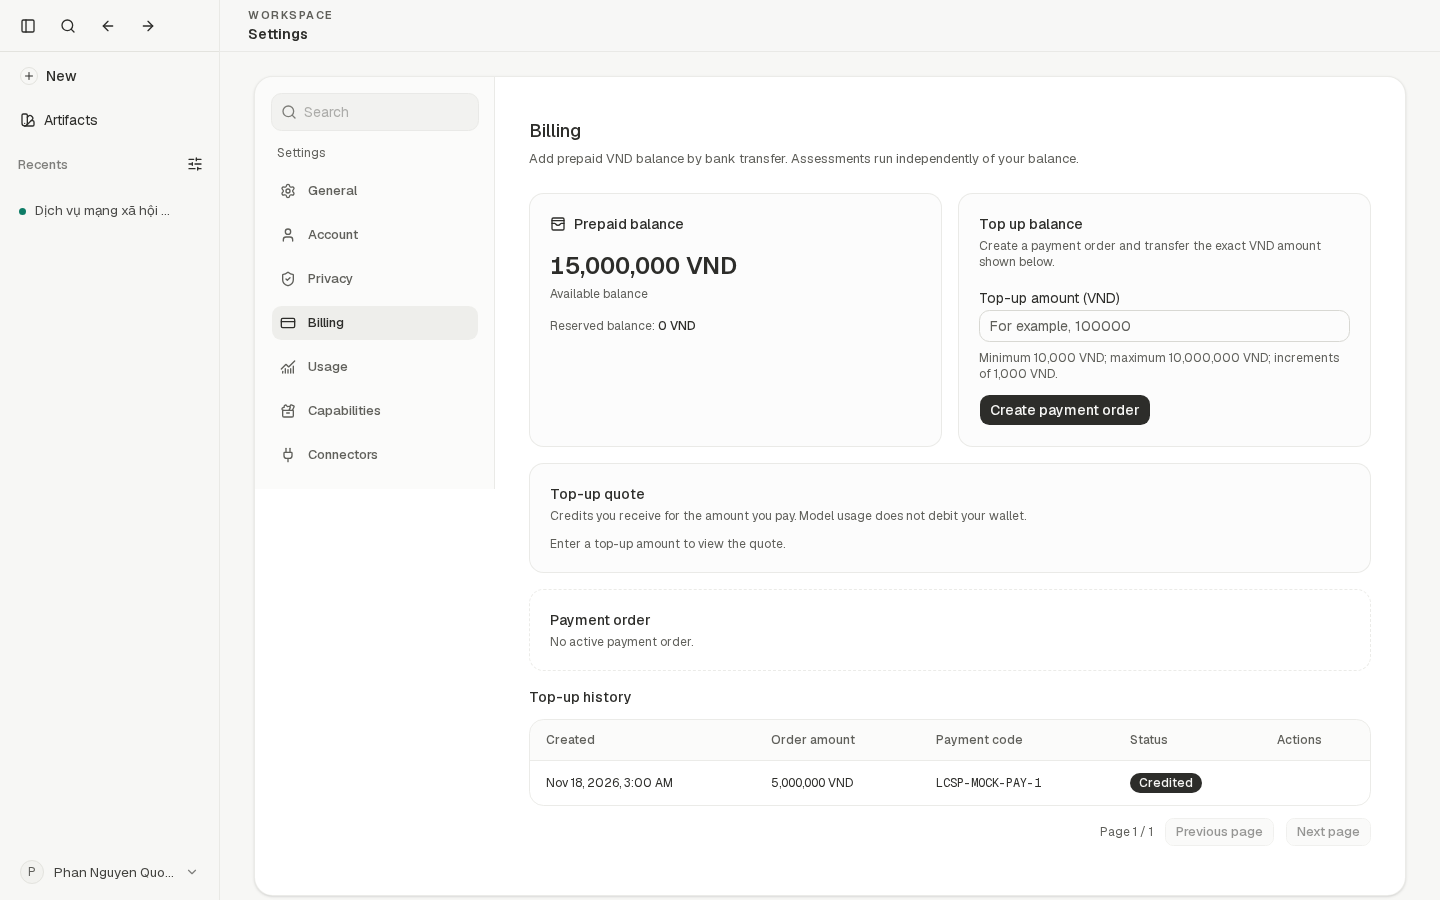 WORKSPACE
Settings
New
Artifacts
Recents
Dịch vụ mạng xã hội ...
P
Phan Nguyen Quo...
Search
Settings
General
Account
Privacy
Billing
Usage
Capabilities
Connectors
Billing
Add prepaid VND balance by bank transfer. Assessments run independently of your balance.
Prepaid balance
15,000,000 VND
Available balance
Reserved balance: 0 VND
Top up balance
Create a payment order and transfer the exact VND amount
shown below.
Top-up amount (VND)
For example, 100000
Minimum 10,000 VND; maximum 10,000,000 VND; increments
of 1,000 VND.
Create payment order
Top-up quote
Credits you receive for the amount you pay. Model usage does not debit your wallet.
Enter a top-up amount to view the quote.
Payment order
No active payment order.
Top-up history
Created Order amount Payment code Status Actions
Nov 18, 2026, 3:00 AM 5,000,000 VND LCSP-MOCK-PAY-1 Credited
Page 1 / 1 Previous page Next page